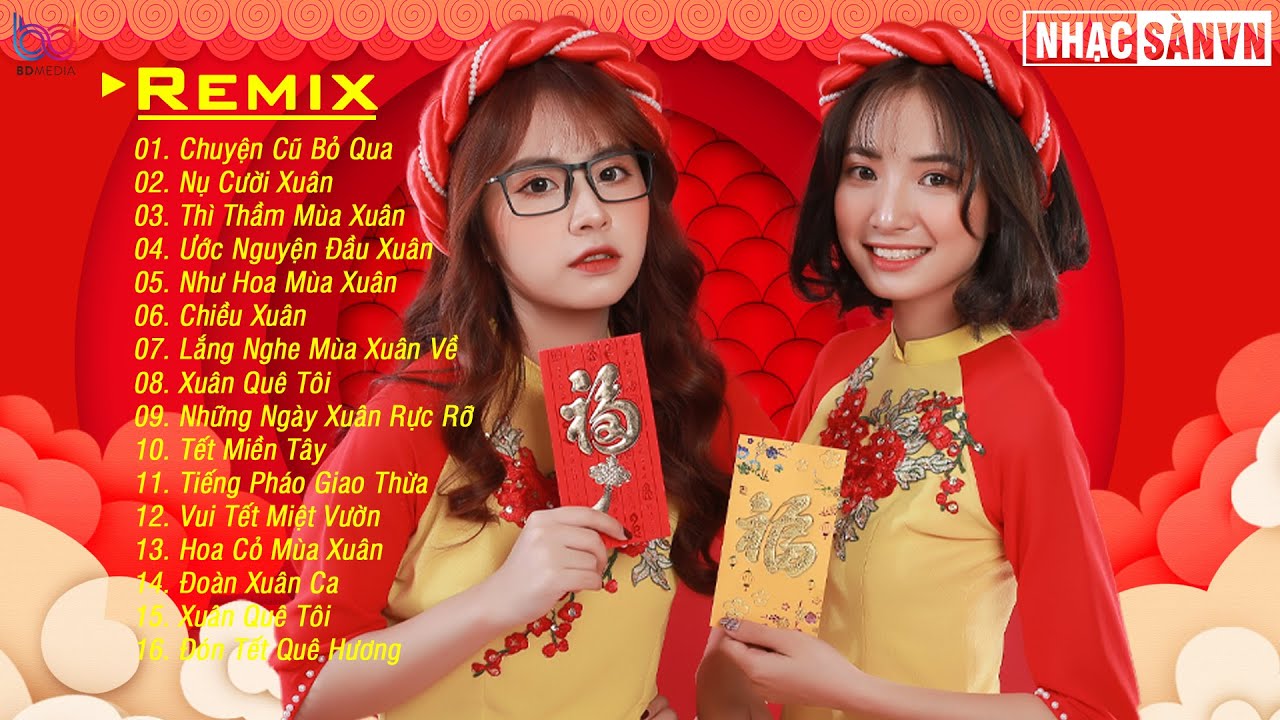 BDMEDIA
NHẠC SÀNVN
REMIX
01. Chuyện Cũ Bỏ Qua
02. Nụ Cười Xuân
03. Thì Thầm Mùa Xuân
04. Ước Nguyện Đầu Xuân
05. Như Hoa Mùa Xuân
06. Chiều Xuân
07. Lắng Nghe Mùa Xuân Về
08. Xuân Quê Tôi
09. Những Ngày Xuân Rực Rỡ
10. Tết Miền Tây
11. Tiếng Pháo Giao Thừa
12. Vui Tết Miệt Vườn
13. Hoa Cỏ Mùa Xuân
14. Đoàn Xuân Ca
15. Xuân Quê Tôi
16. Đón Tết Quê Hương
福
福